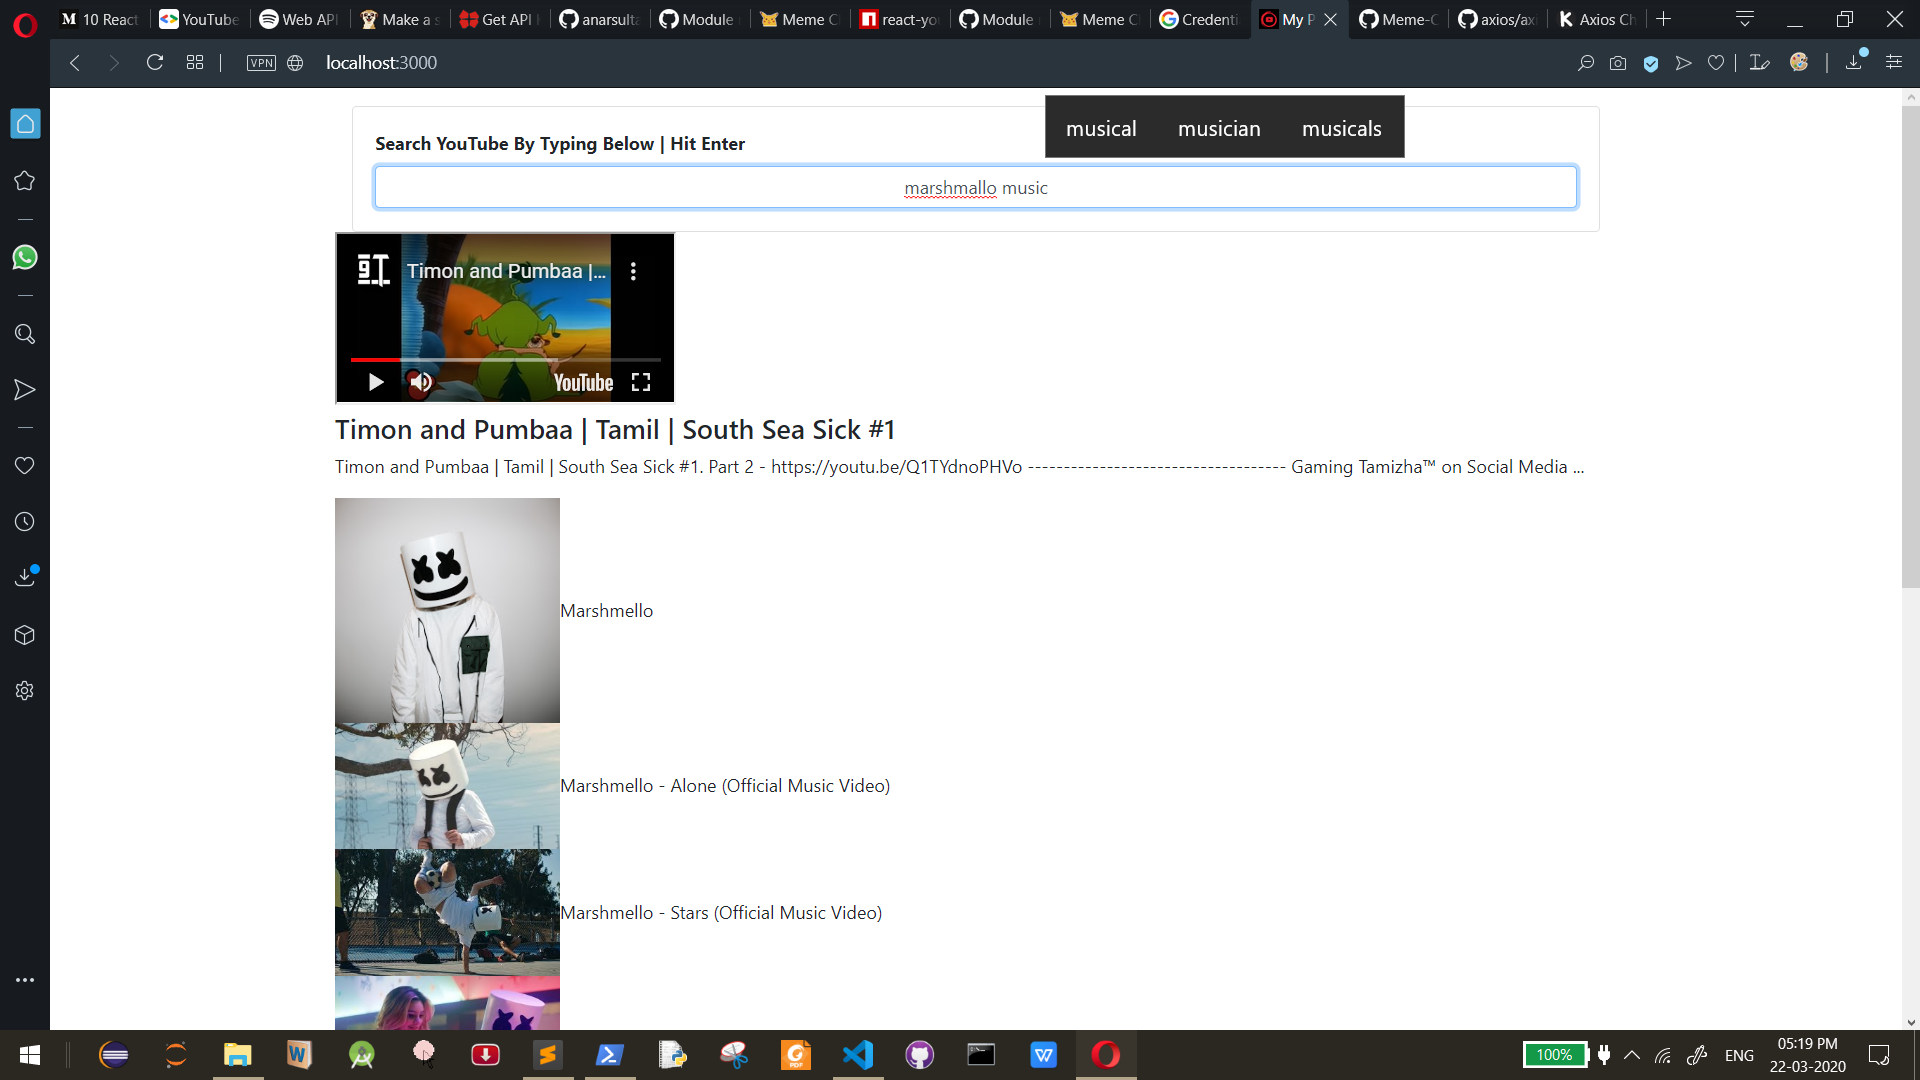 10 React
YouTube
Web API
Make a s
Get API
anarsulta
Module
Meme C
react-yo
Module
Meme C
Credenti
My P
Meme-C
axios/ax
Axios Ch
VPN
localhost:3000
musical musician musicals
Search YouTube By Typing Below | Hit Enter
marshmallo music
Timon and Pumbaa |...
YouTube
Timon and Pumbaa | Tamil | South Sea Sick #1
Timon and Pumbaa | Tamil | South Sea Sick #1. Part 2 - https://youtu.be/Q1TYdnoPHVo ------------------------------------ Gaming Tamizha™ on Social Media ...
Marshmello
Marshmello - Alone (Official Music Video)
Marshmello - Stars (Official Music Video)
100%
ENG
05:19 PM
22-03-2020